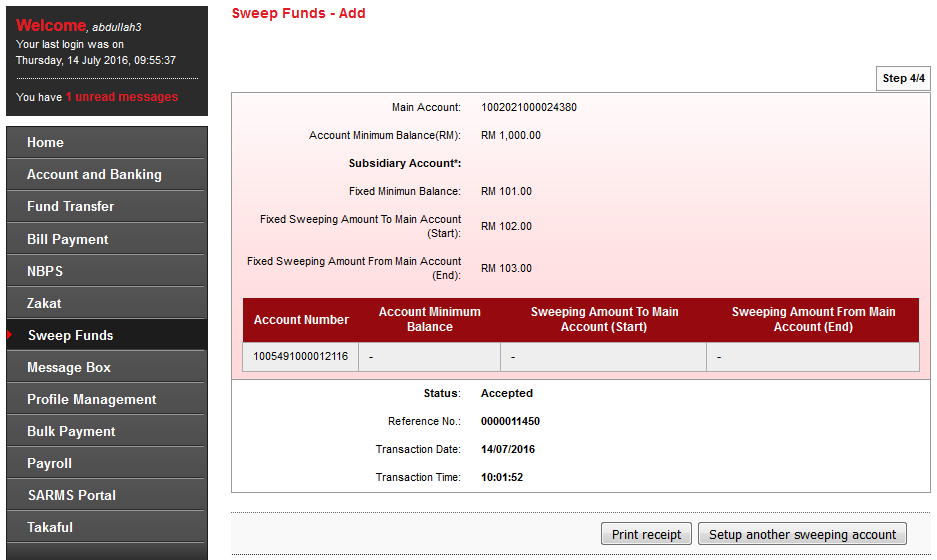 Welcome, abdullah3
Your last login was on
Thursday, 14 July 2016, 09:55:37
You have 1 unread messages
Home
Account and Banking
Fund Transfer
Bill Payment
NBPS
Zakat
Sweep Funds
Message Box
Profile Management
Bulk Payment
Payroll
SARMS Portal
Takaful
Sweep Funds - Add
Step 4/4
Main Account: 1002021000024380
Account Minimum Balance(RM): RM 1,000.00
Subsidiary Account*:
Fixed Minimun Balance: RM 101.00
Fixed Sweeping Amount To Main Account
(Start): RM 102.00
Fixed Sweeping Amount From Main Account
(End): RM 103.00
Account Number
Account Minimum
Balance
Sweeping Amount To Main
Account (Start)
Sweeping Amount From Main
Account (End)
1005491000012116 - - -
Status: Accepted
Reference No.: 0000011450
Transaction Date: 14/07/2016
Transaction Time: 10:01:52
Print receipt
Setup another sweeping account